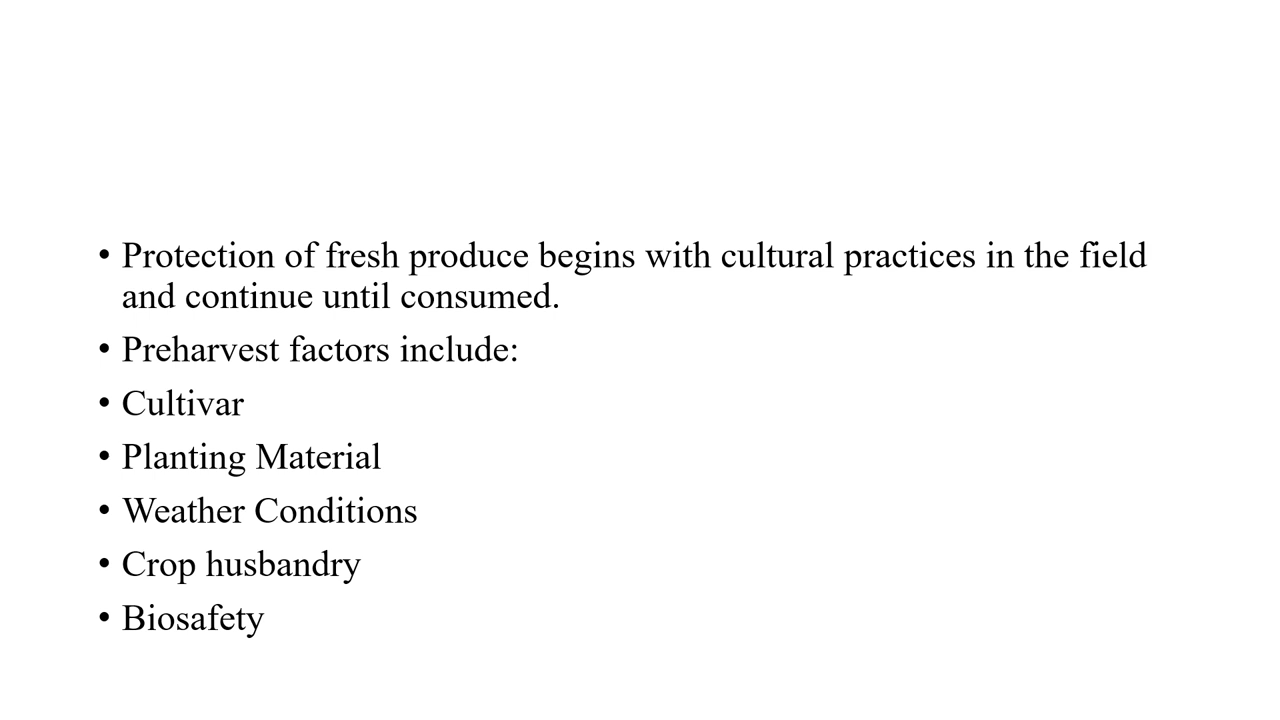 • Protection of fresh produce begins with cultural practices in the field
and continue until consumed.
• Preharvest factors include:
• Cultivar
• Planting Material
• Weather Conditions
• Crop husbandry
• Biosafety